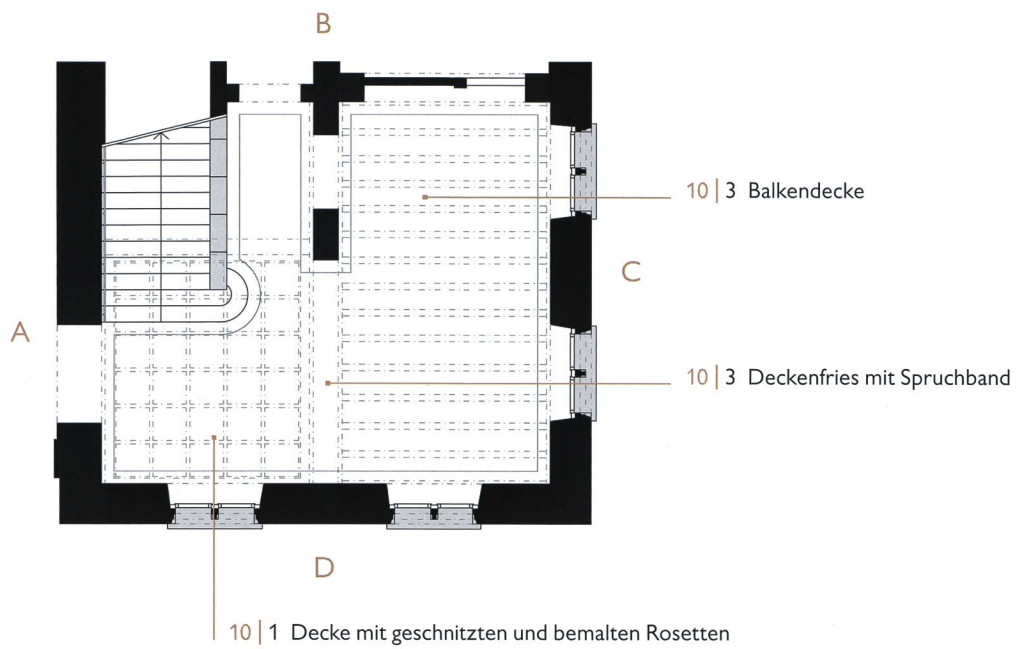 B
10 | 3 Balkendecke
C
A
10 | 3 Deckenfries mit Spruchband
D
10 | 1 Decke mit geschnitzten und bemalten Rosetten